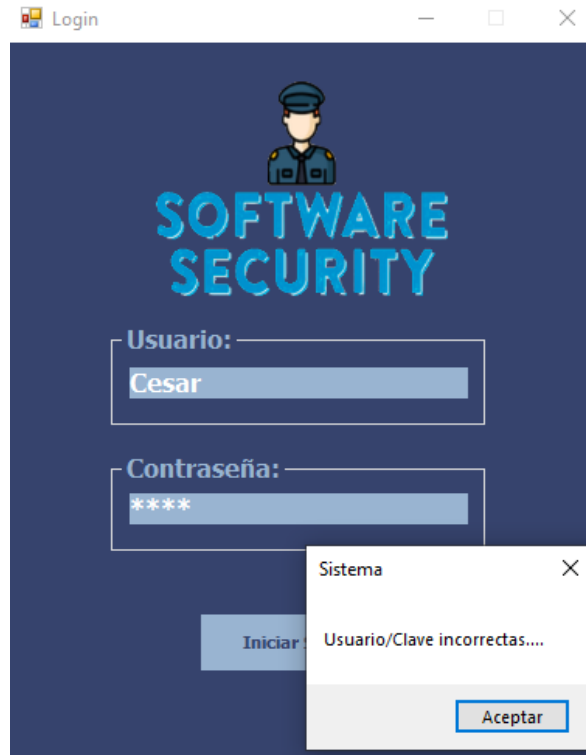 Login
SOFTWARE
SECURITY
Usuario:
Cesar
Contraseña:
****
Iniciar
Sistema
Usuario/Clave incorrectas....
Aceptar